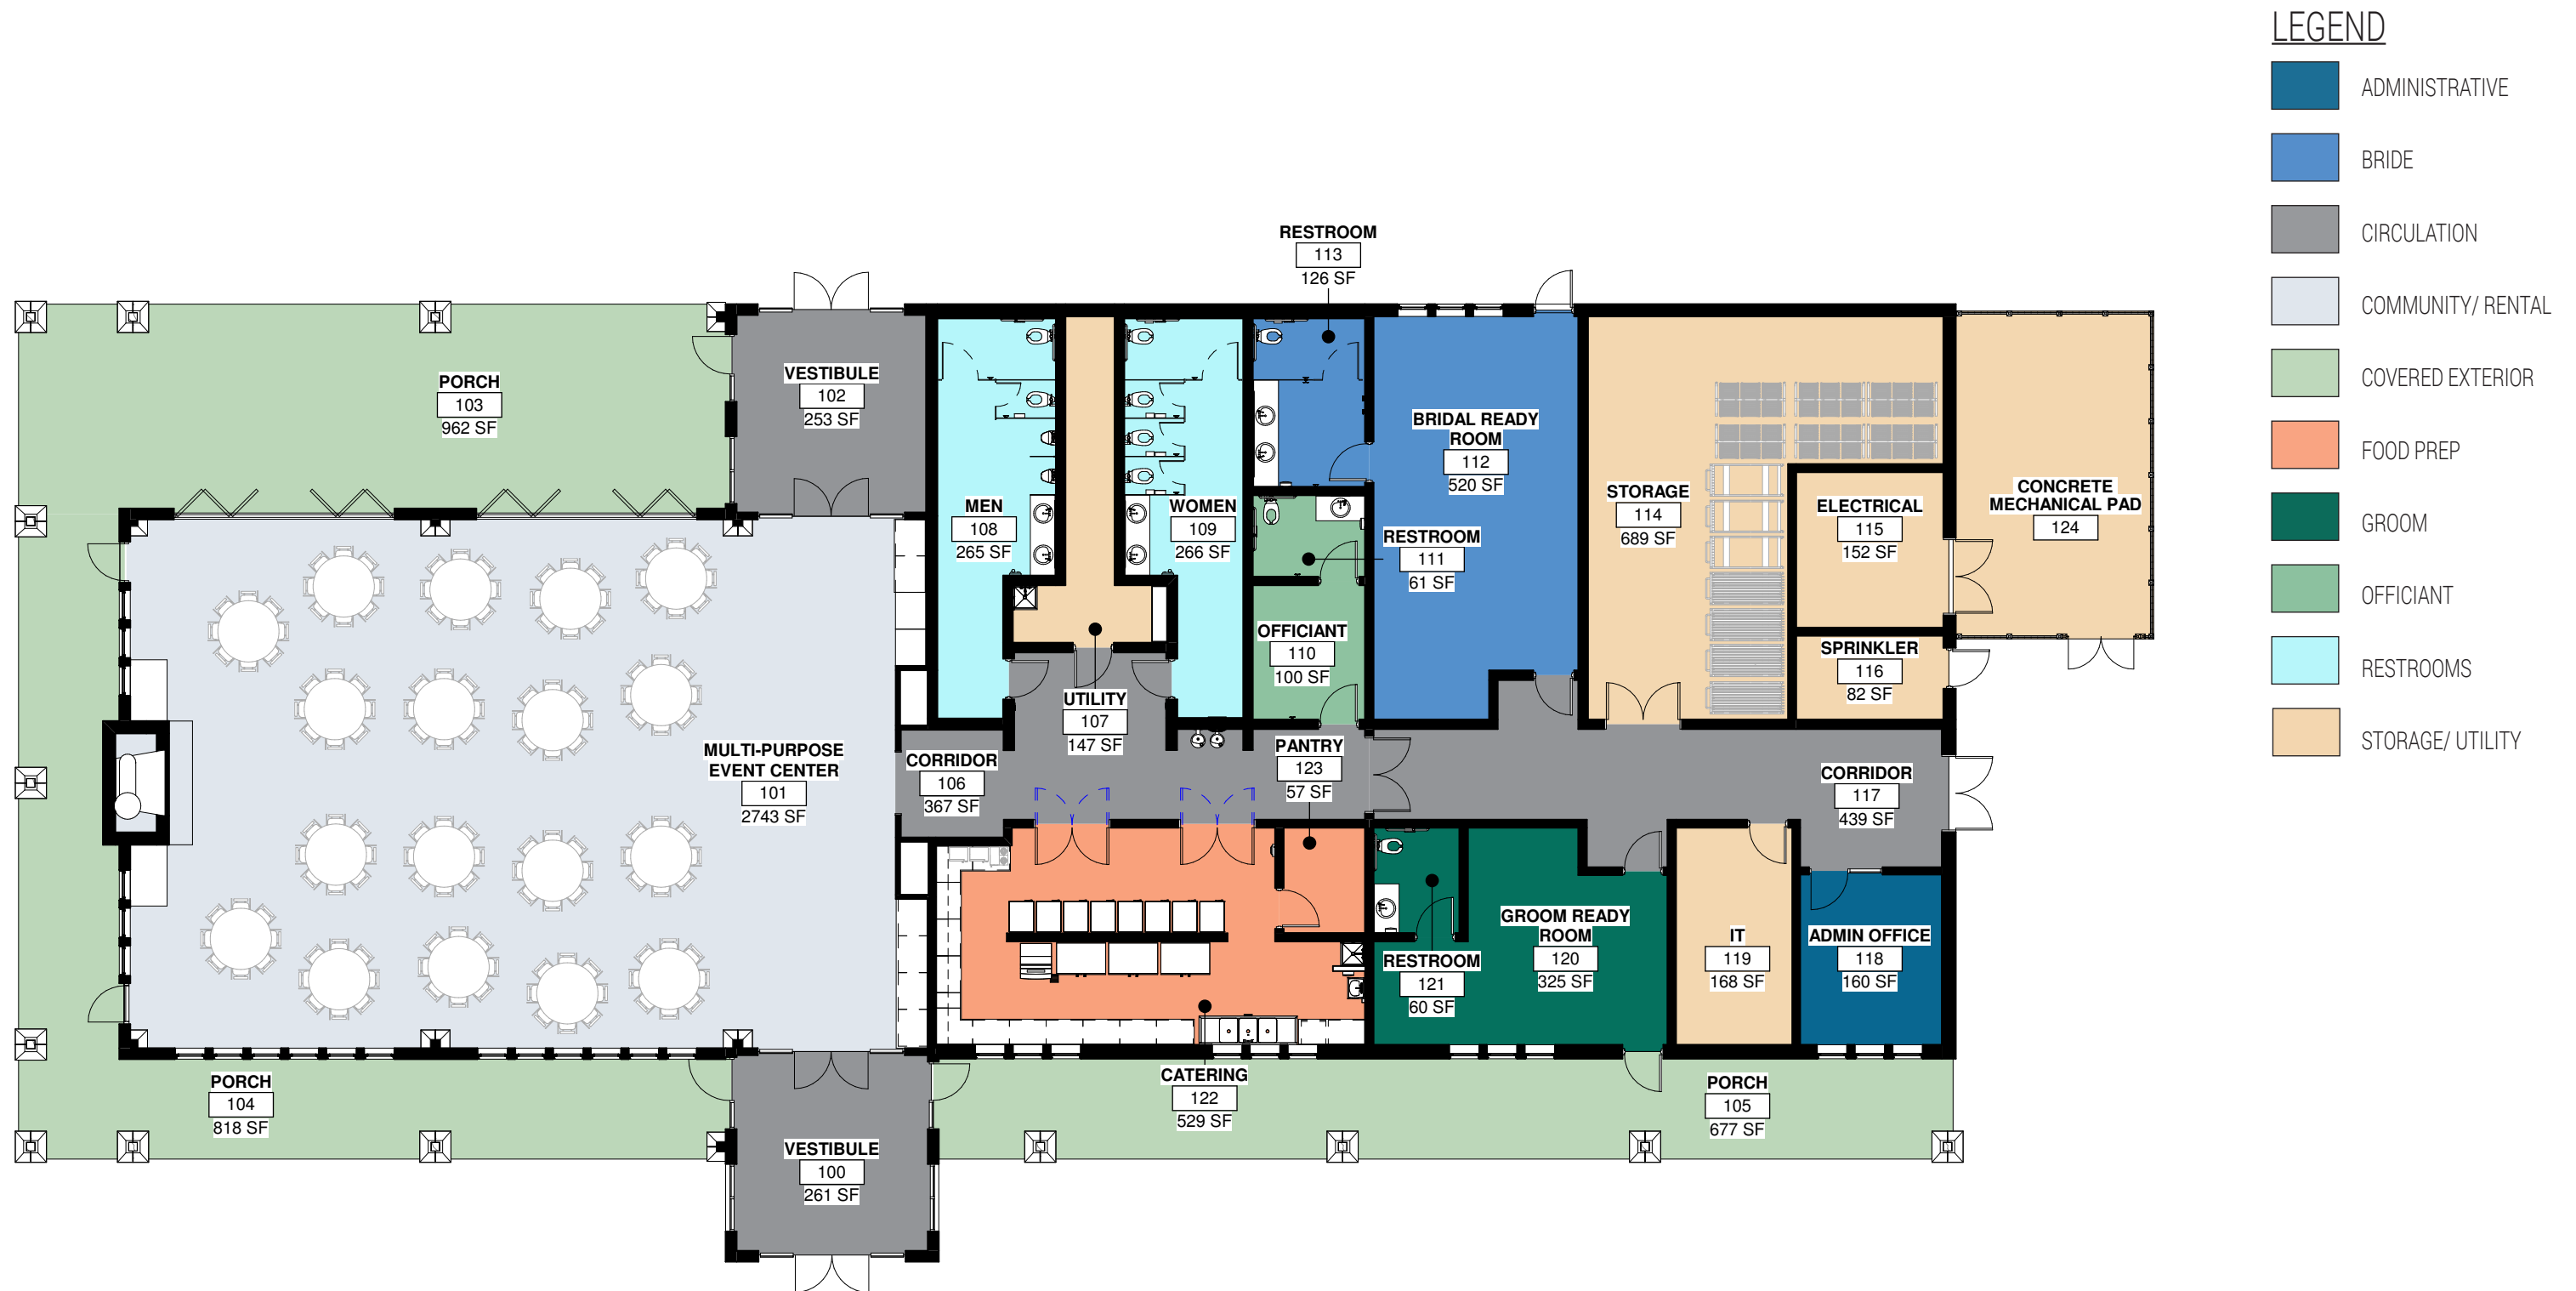 LEGEND
ADMINISTRATIVE
BRIDE
CIRCULATION
COMMUNITY/ RENTAL
COVERED EXTERIOR
FOOD PREP
GROOM
OFFICIANT
RESTROOMS
STORAGE/ UTILITY
RESTROOM
113
126 SF
PORCH
103
962 SF
VESTIBULE
102
253 SF
MEN
108
265 SF
WOMEN
109
266 SF
BRIDAL READY
ROOM
112
520 SF
RESTROOM
111
61 SF
STORAGE
114
689 SF
ELECTRICAL
115
152 SF
CONCRETE
MECHANICAL PAD
124
OFFICIANT
110
100 SF
SPRINKLER
116
82 SF
UTILITY
107
147 SF
MULTI-PURPOSE
EVENT CENTER
101
2743 SF
CORRIDOR
106
367 SF
PANTRY
123
57 SF
CORRIDOR
117
439 SF
RESTROOM
121
60 SF
GROOM READY
ROOM
120
325 SF
IT
119
168 SF
ADMIN OFFICE
118
160 SF
PORCH
104
818 SF
CATERING
122
529 SF
PORCH
105
677 SF
VESTIBULE
100
261 SF